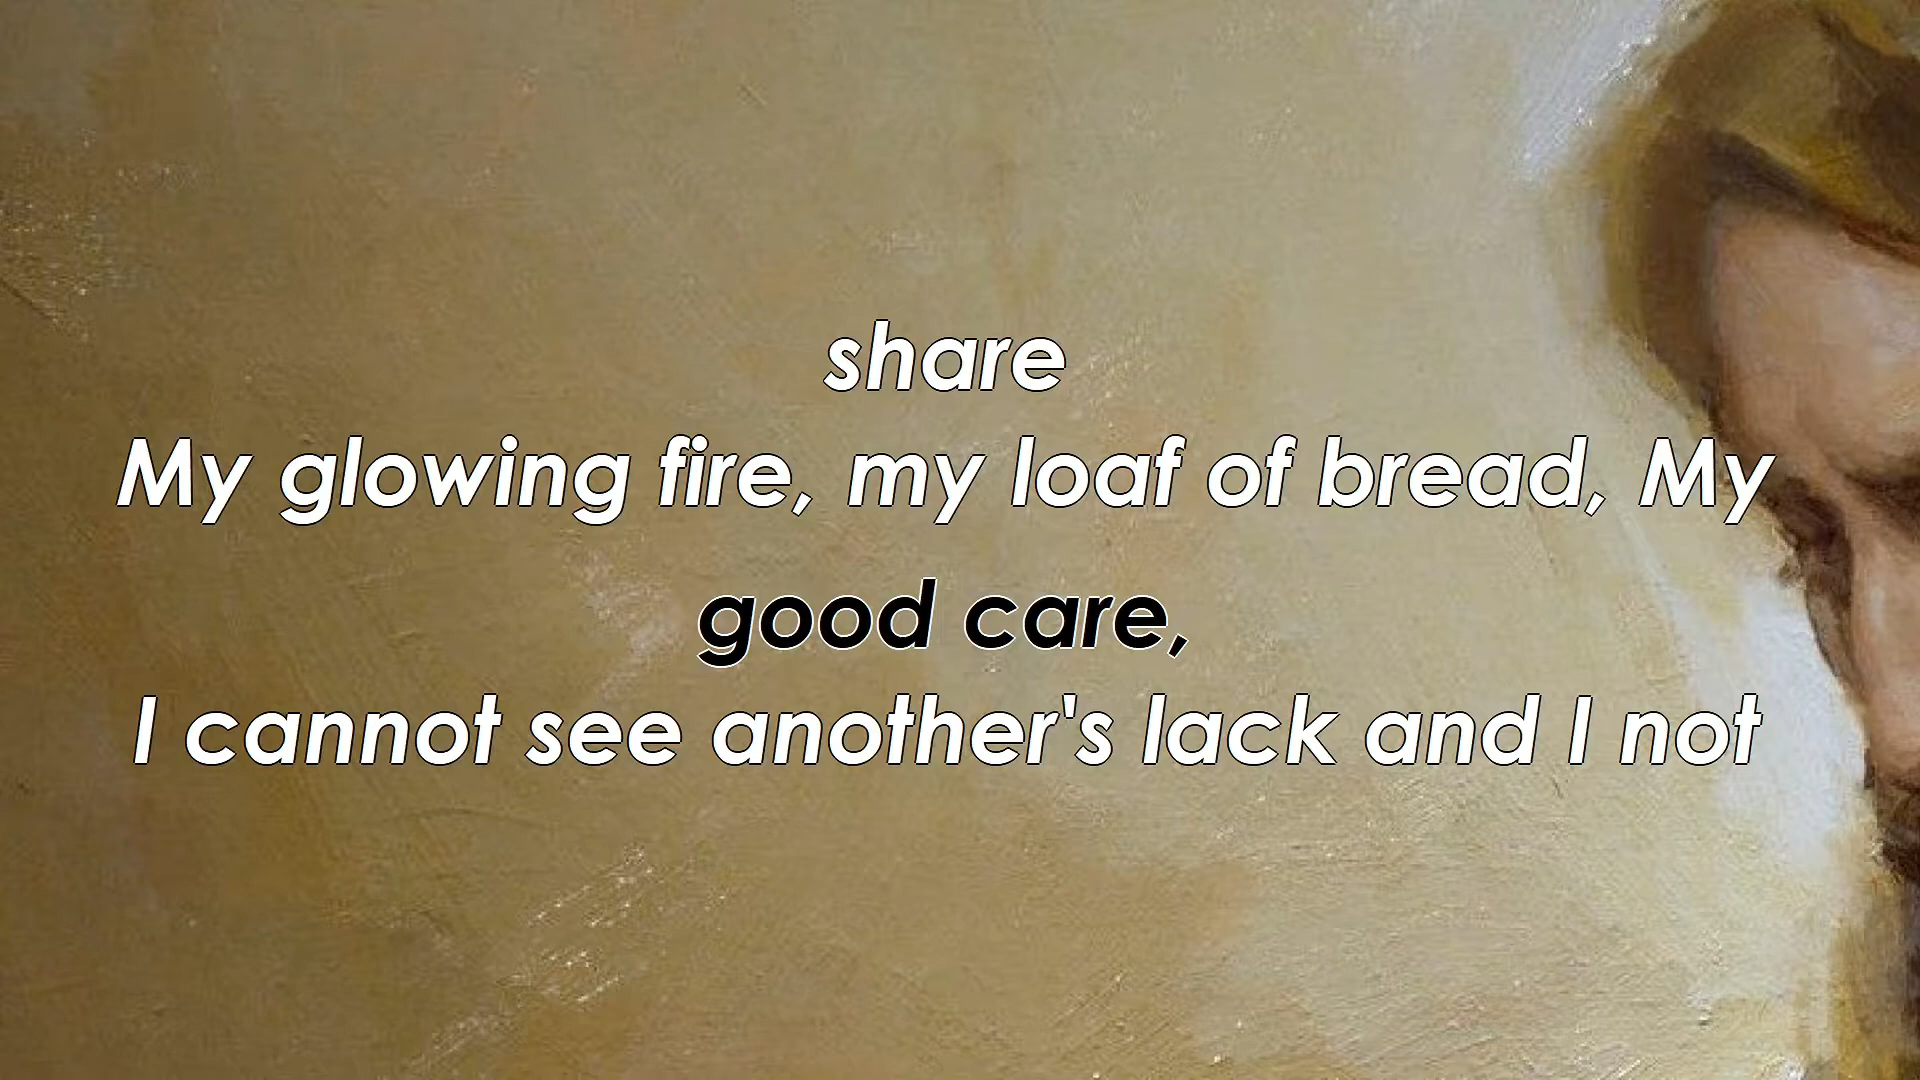 share
My glowing fire, my loaf of bread, My
good care,
I cannot see another's lack and I not